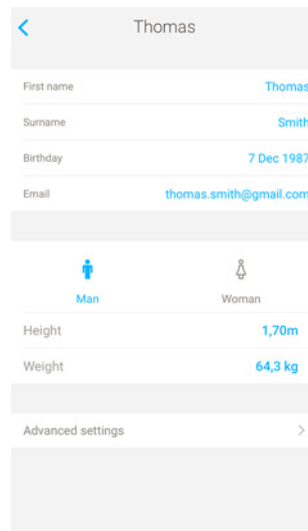 Thomas
First name Thomas
Surname Smith
Birthday 7 Dec 1987
Email thomas.smith@gmail.com
Man Woman
Height 1,70m
Weight 64,3 kg
Advanced settings